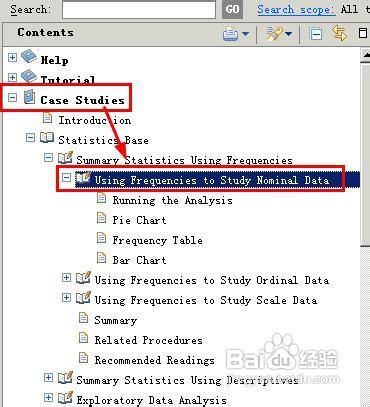 Search:
GO
Search scope: All t
Contents
Help
Tutorial
Case Studies
Introduction
Statistics Base
Summary Statistics Using Frequencies
Using Frequencies to Study Nominal Data
Running the Analysis
Pie Chart
Frequency Table
Bar Chart
Using Frequencies to Study Ordinal Data
Using Frequencies to Study Scale Data
Summary
Related Procedures
Recommended Readings
Summary Statistics Using Descriptives
Exploratory Data Analysis
Baidu经验
jingyan.baidu.com